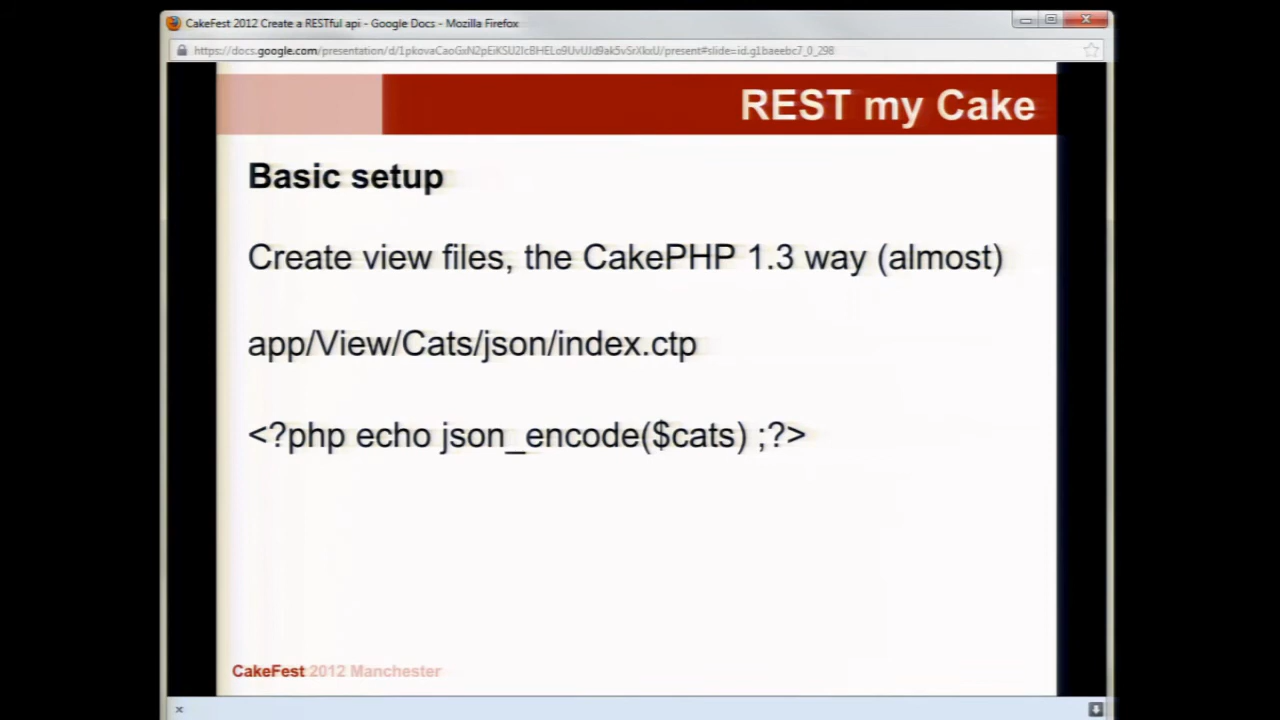 CakeFest 2012 Create a RESTful api - Google Docs - Mozilla Firefox
REST my Cake
Basic setup
Create view files, the CakePHP 1.3 way (almost)
app/View/Cats/json/index.ctp
<?php echo json_encode($cats) ;?>
CakeFest 2012 Manchester